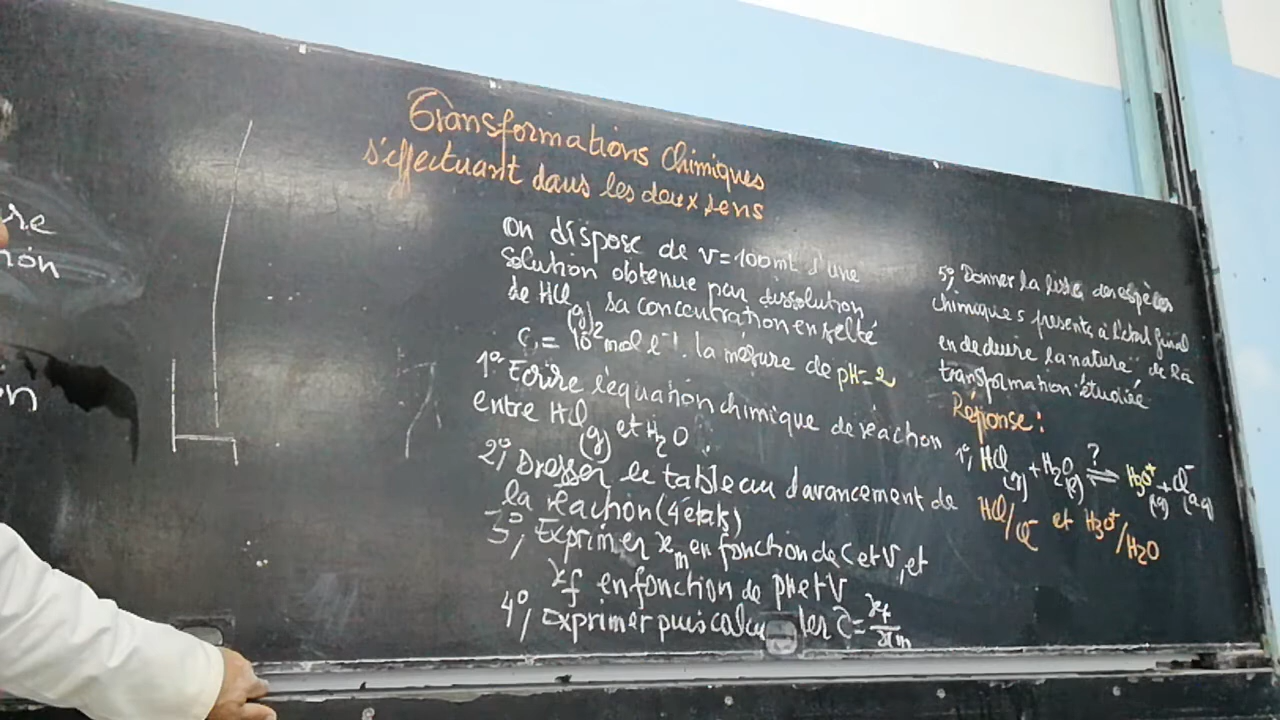 re
on
on
Transformations chimiques
s'effectuant dans les deux sens
On dispose de V=100mL d'une
solution obtenue par dissolution
de HCl(g) sa concentration en selté
C₁= 10⁻² mol l⁻¹. la mesure de pH=2
1°, Ecrire l'équation chimique de réaction
entre HCl(g) et H₂O.
2°, Dresser le tableau d'avancement de
la réaction (4 états)
3°, Exprimer xm en fonction de C et V, et
xf en fonction de pH et V
4°, Exprimer puis calculer τ = xf/xm
5°, Donner la liste des espèces
chimiques présents à l'état final
en deduire la nature de la
transformation étudiée
Réponse :
1°, HCl(g) + H₂O(l) ⇌ H₃O⁺(aq) + Cl⁻(aq)
?
HCl/Cl⁻ et H₃O⁺/H₂O